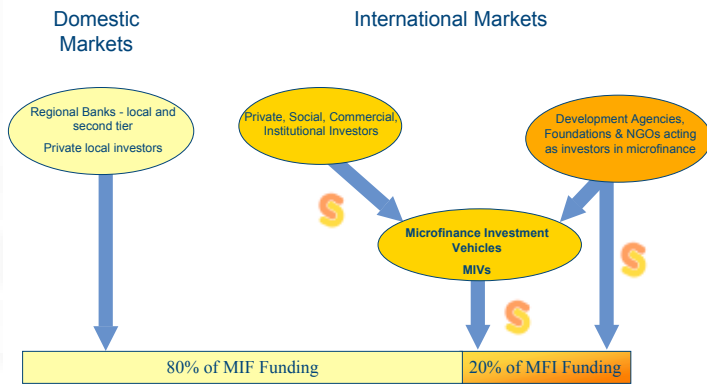 Domestic
Markets
International Markets
Regional Banks - local and
second tier
Private local investors
Private, Social, Commercial,
Institutional Investors
Development Agencies,
Foundations & NGOs acting
as investors in microfinance
S
Microfinance Investment
Vehicles
MIVs
S
S
80% of MIF Funding
20% of MFI Funding